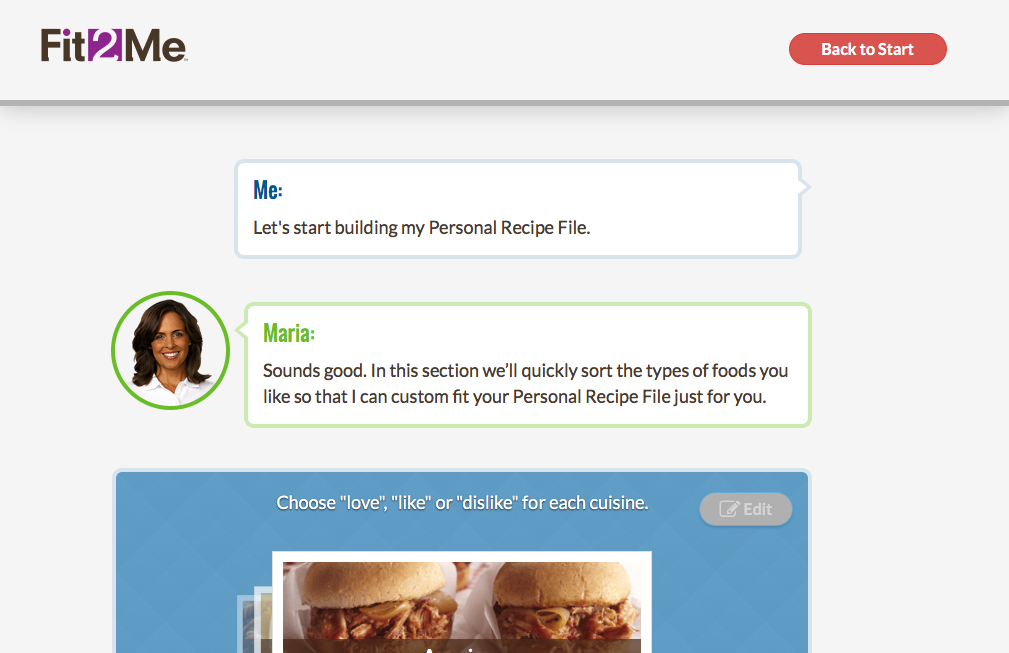 Fit2Me
Back to Start
Me:
Let's start building my Personal Recipe File.
Maria:
Sounds good. In this section we’ll quickly sort the types of foods you
like so that I can custom fit your Personal Recipe File just for you.
Choose "love", "like" or "dislike" for each cuisine.
Edit